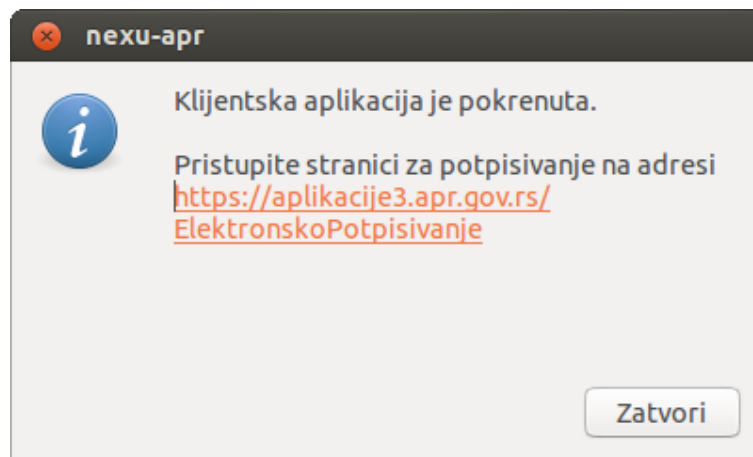 nexu-apr
Klijentska aplikacija je pokrenuta.
Pristupite stranici za potpisivanje na adresi
https://aplikacije3.apr.gov.rs/
ElektronskoPotpisivanje
Zatvori